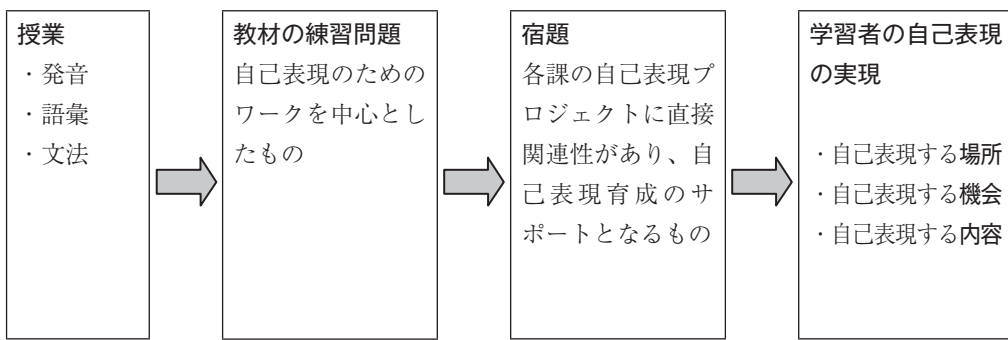 授業
・発音
・語彙
・文法
教材の練習問題
自己表現のための
ワークを中心とし
たもの
宿題
各課の自己表現プ
ロジェクトに直接
関連性があり、自
己表現育成のサ
ポートとなるもの
学習者の自己表現
の実現
・自己表現する場所
・自己表現する機会
・自己表現する内容